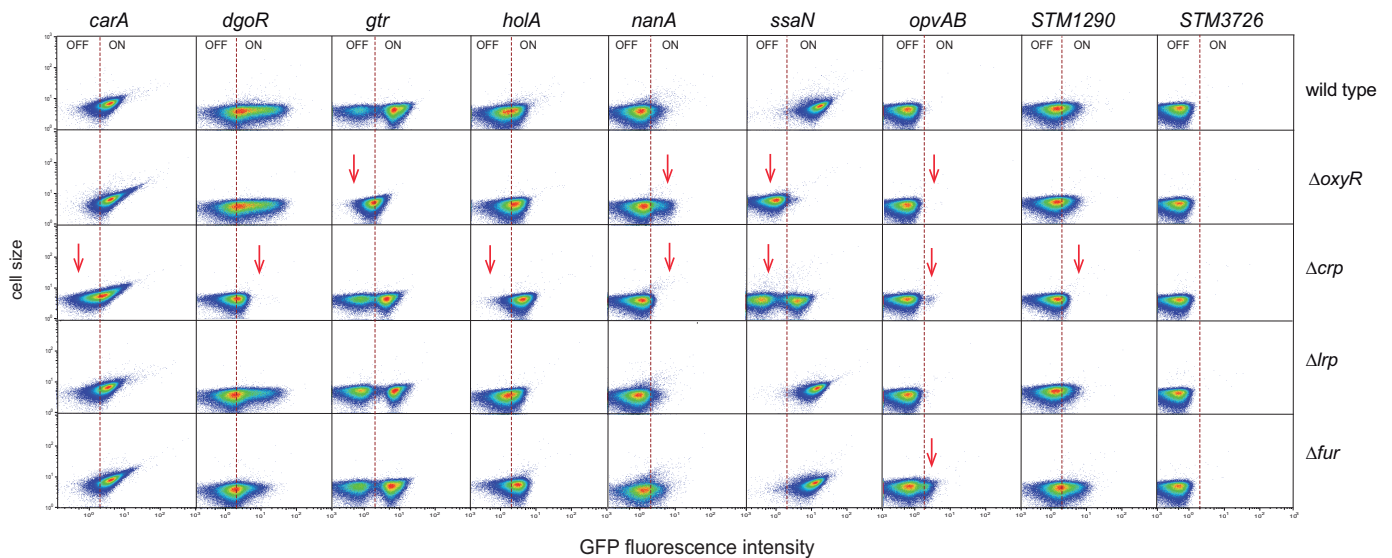 carA dgoR gtr holA nanA ssaN opvAB STM1290 STM3726
OFF ON OFF ON OFF ON OFF ON OFF ON OFF ON OFF ON OFF ON OFF ON
wild type
ΔoxyR
Δcrp
Δlrp
Δfur
cell size
GFP fluorescence intensity